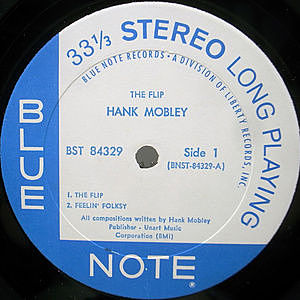 33 1/3 STEREO LONG PLAYING
BLUE NOTE RECORDS • A DIVISION OF LIBERTY RECORDS, INC.
THE FLIP
HANK MOBLEY
BST 84329 Side 1
(BNST-84329-A)
1. THE FLIP
2. FEELIN' FOLKSY
All compositions written by Hank Mobley
Publisher - Unart Music
Corporation (BMI)
BLUE
NOTE ®